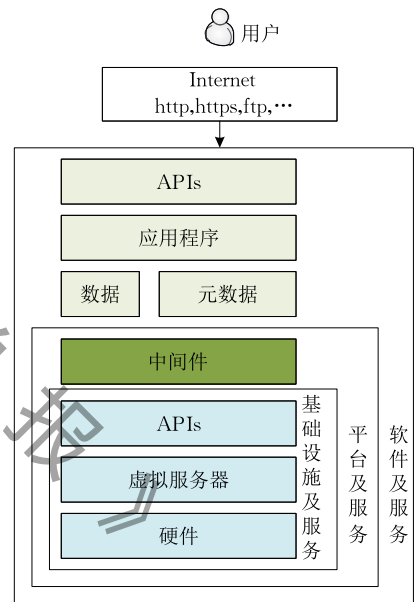 用户
Internet
http,https,ftp,…
APIs
应用程序
数据
元数据
中间件
APIs
虚拟服务器
硬件
基础设施及服务
平台及服务
软件及服务
报》